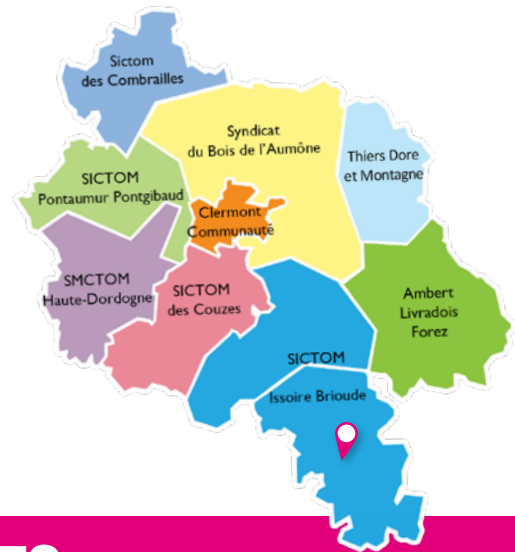 Sictom
des Combrailles
Syndicat
du Bois de l'Aumône
Thiers Dore
et Montagne
SICTOM
Pontaumur Pontgibaud
Clermont
Communauté
SMCTOM
Haute-Dordogne
SICTOM
des Couzes
Ambert
Livradois
Forez
SICTOM
Issoire Brioude